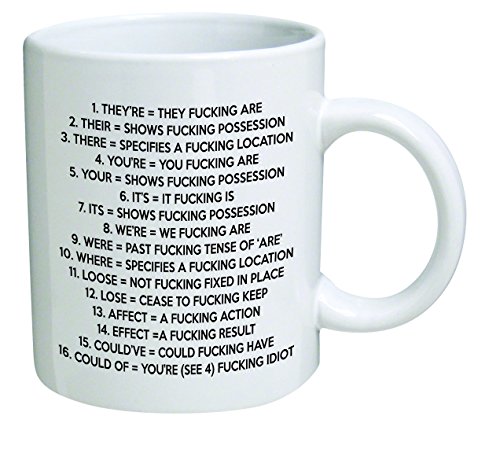 1. THEY'RE = THEY FUCKING ARE
2. THEIR = SHOWS FUCKING POSSESSION
3. THERE = SPECIFIES A FUCKING LOCATION
4. YOU'RE = YOU FUCKING ARE
5. YOUR = SHOWS FUCKING POSSESSION
6. IT'S = IT FUCKING IS
7. ITS = SHOWS FUCKING POSSESSION
8. WE'RE = WE FUCKING ARE
9. WERE = PAST FUCKING TENSE OF 'ARE'
10. WHERE = SPECIFIES A FUCKING LOCATION
11. LOOSE = NOT FUCKING FIXED IN PLACE
12. LOSE = CEASE TO FUCKING KEEP
13. AFFECT = A FUCKING ACTION
14. EFFECT =A FUCKING RESULT
15. COULD'VE = COULD FUCKING HAVE
16. COULD OF = YOU'RE (SEE 4) FUCKING IDIOT